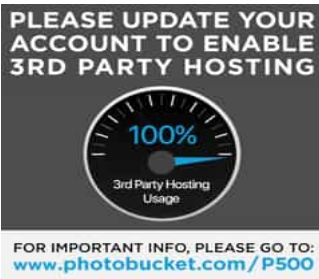 PLEASE UPDATE YOUR
ACCOUNT TO ENABLE
3RD PARTY HOSTING
100%
3rd Party Hosting
Usage
FOR IMPORTANT INFO, PLEASE GO TO:
www.photobucket.com/P500